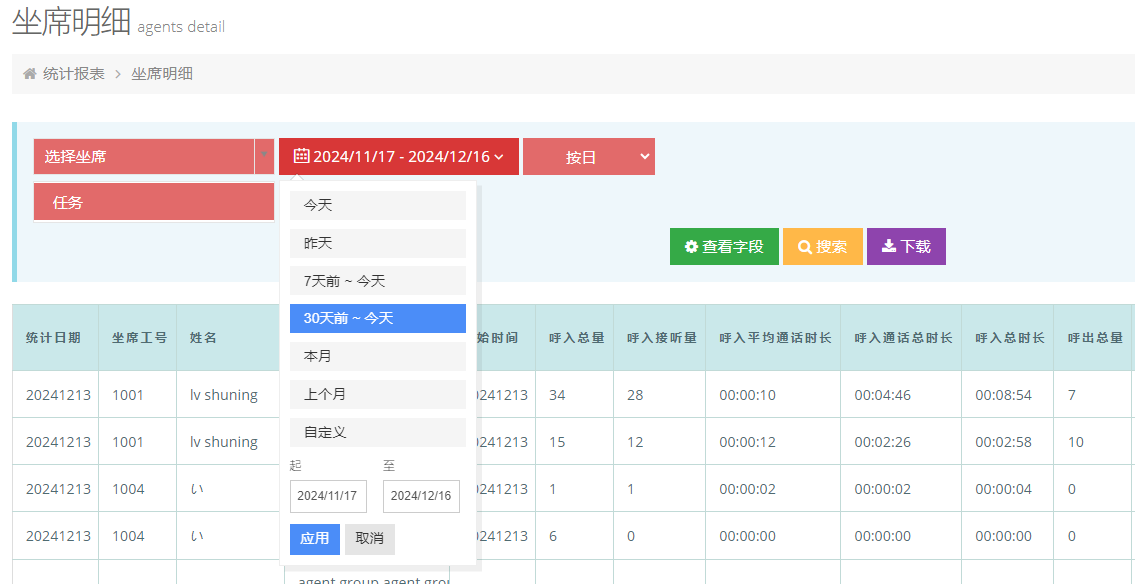 坐席明细 agents detail
统计报表 > 坐席明细
选择坐席 2024/11/17 - 2024/12/16 按日
任务
今天
昨天
7天前 ~ 今天
30天前 ~ 今天
本月
上个月
自定义
起 至
2024/11/17 2024/12/16
应用 取消
查看字段 搜索 下载
统计日期 坐席工号 姓名 始时间 呼入总量 呼入接听量 呼入平均通话时长 呼入通话总时长 呼入总时长 呼出总量
20241213 1001 lv shuning 0241213 34 28 00:00:10 00:04:46 00:08:54 7
20241213 1001 lv shuning 0241213 15 12 00:00:12 00:02:26 00:02:58 10
20241213 1004 い 0241213 1 1 00:00:02 00:00:02 00:00:04 0
20241213 1004 い 0241213 6 0 00:00:00 00:00:00 00:00:00 0
agent group agent grou